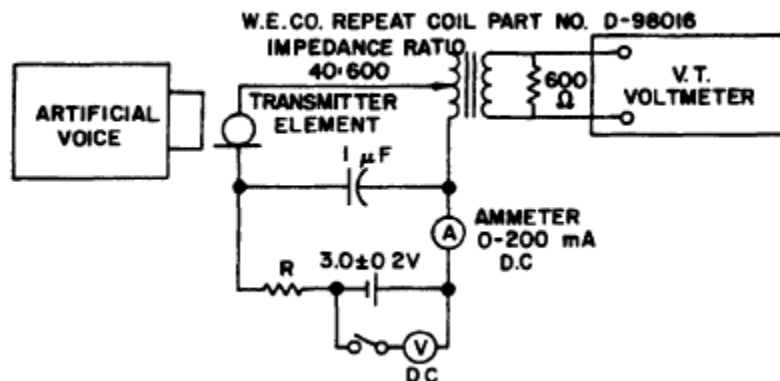 W.E.CO. REPEAT COIL PART NO. D-98016
IMPEDANCE RATIO
40:600
ARTIFICIAL
VOICE
TRANSMITTER
ELEMENT
600
Ω
V.T.
VOLTMETER
1 µF
AMMETER
0-200 mA
D.C
A
R
3.0±0 2V
V
D C